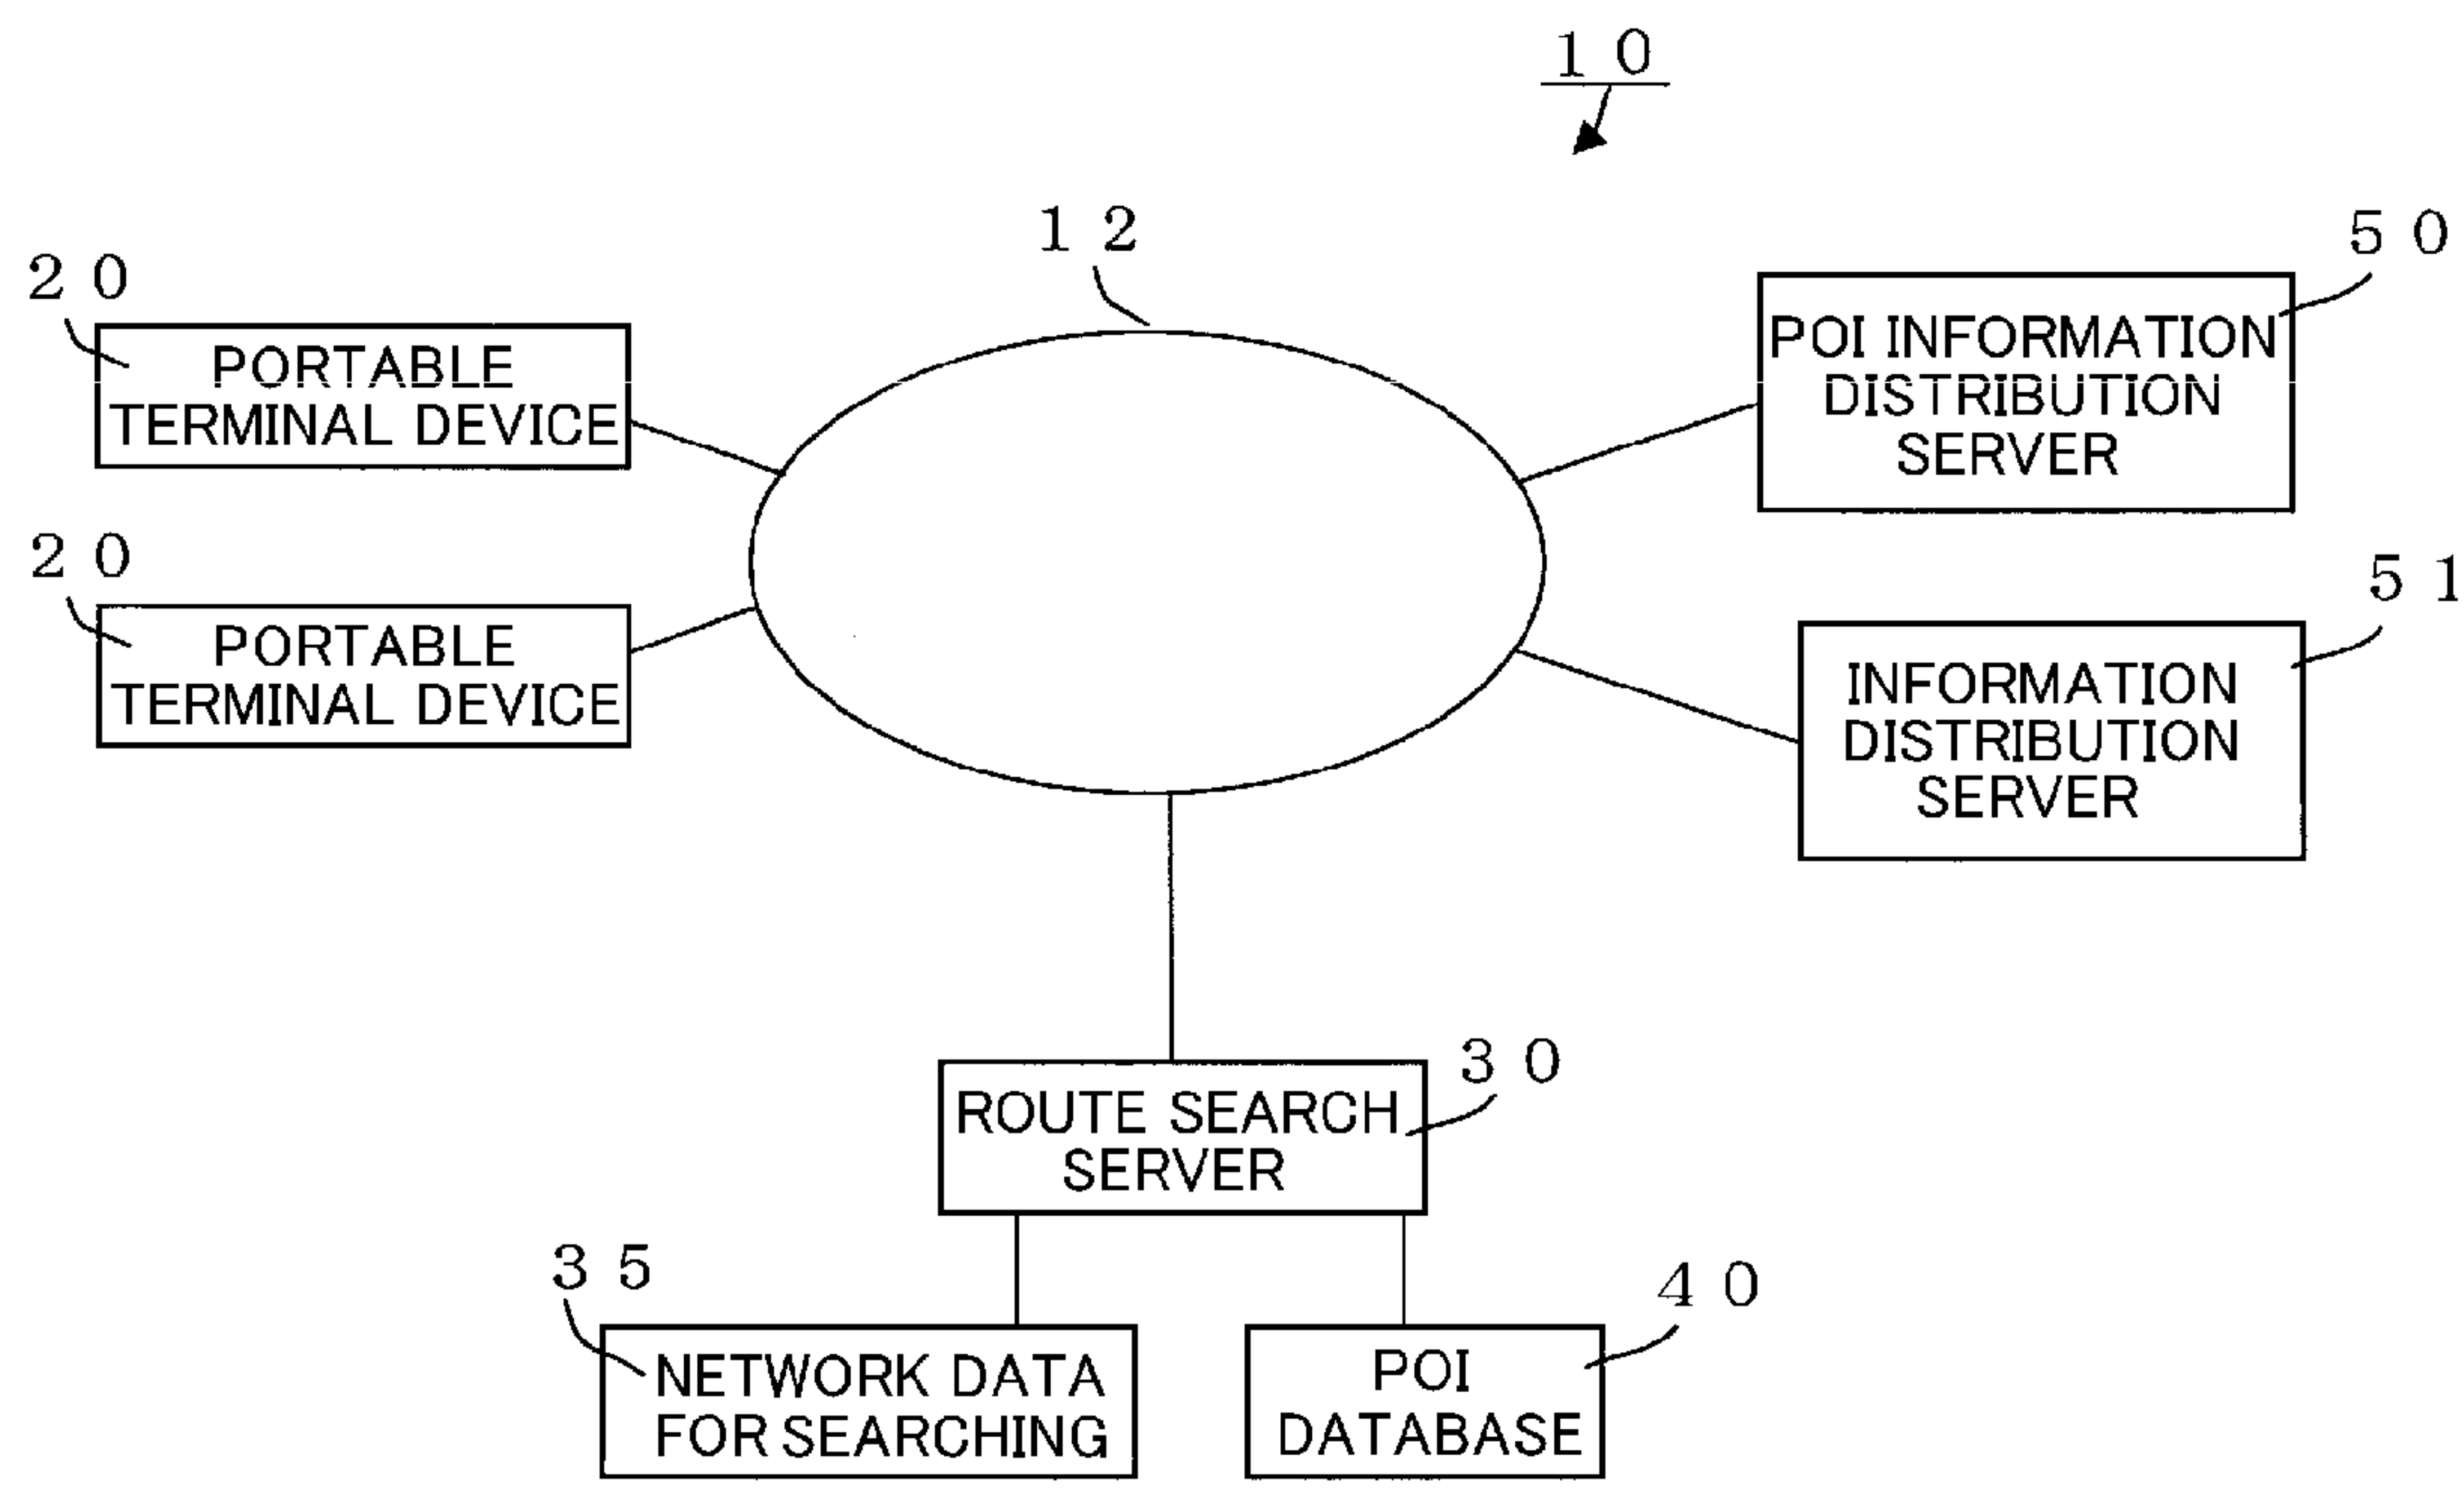 10
12
50
20
PORTABLE
TERMINAL DEVICE
POI INFORMATION
DISTRIBUTION
SERVER
20
PORTABLE
TERMINAL DEVICE
51
INFORMATION
DISTRIBUTION
SERVER
30
ROUTE SEARCH
SERVER
35
NETWORK DATA
FOR SEARCHING
40
POI
DATABASE